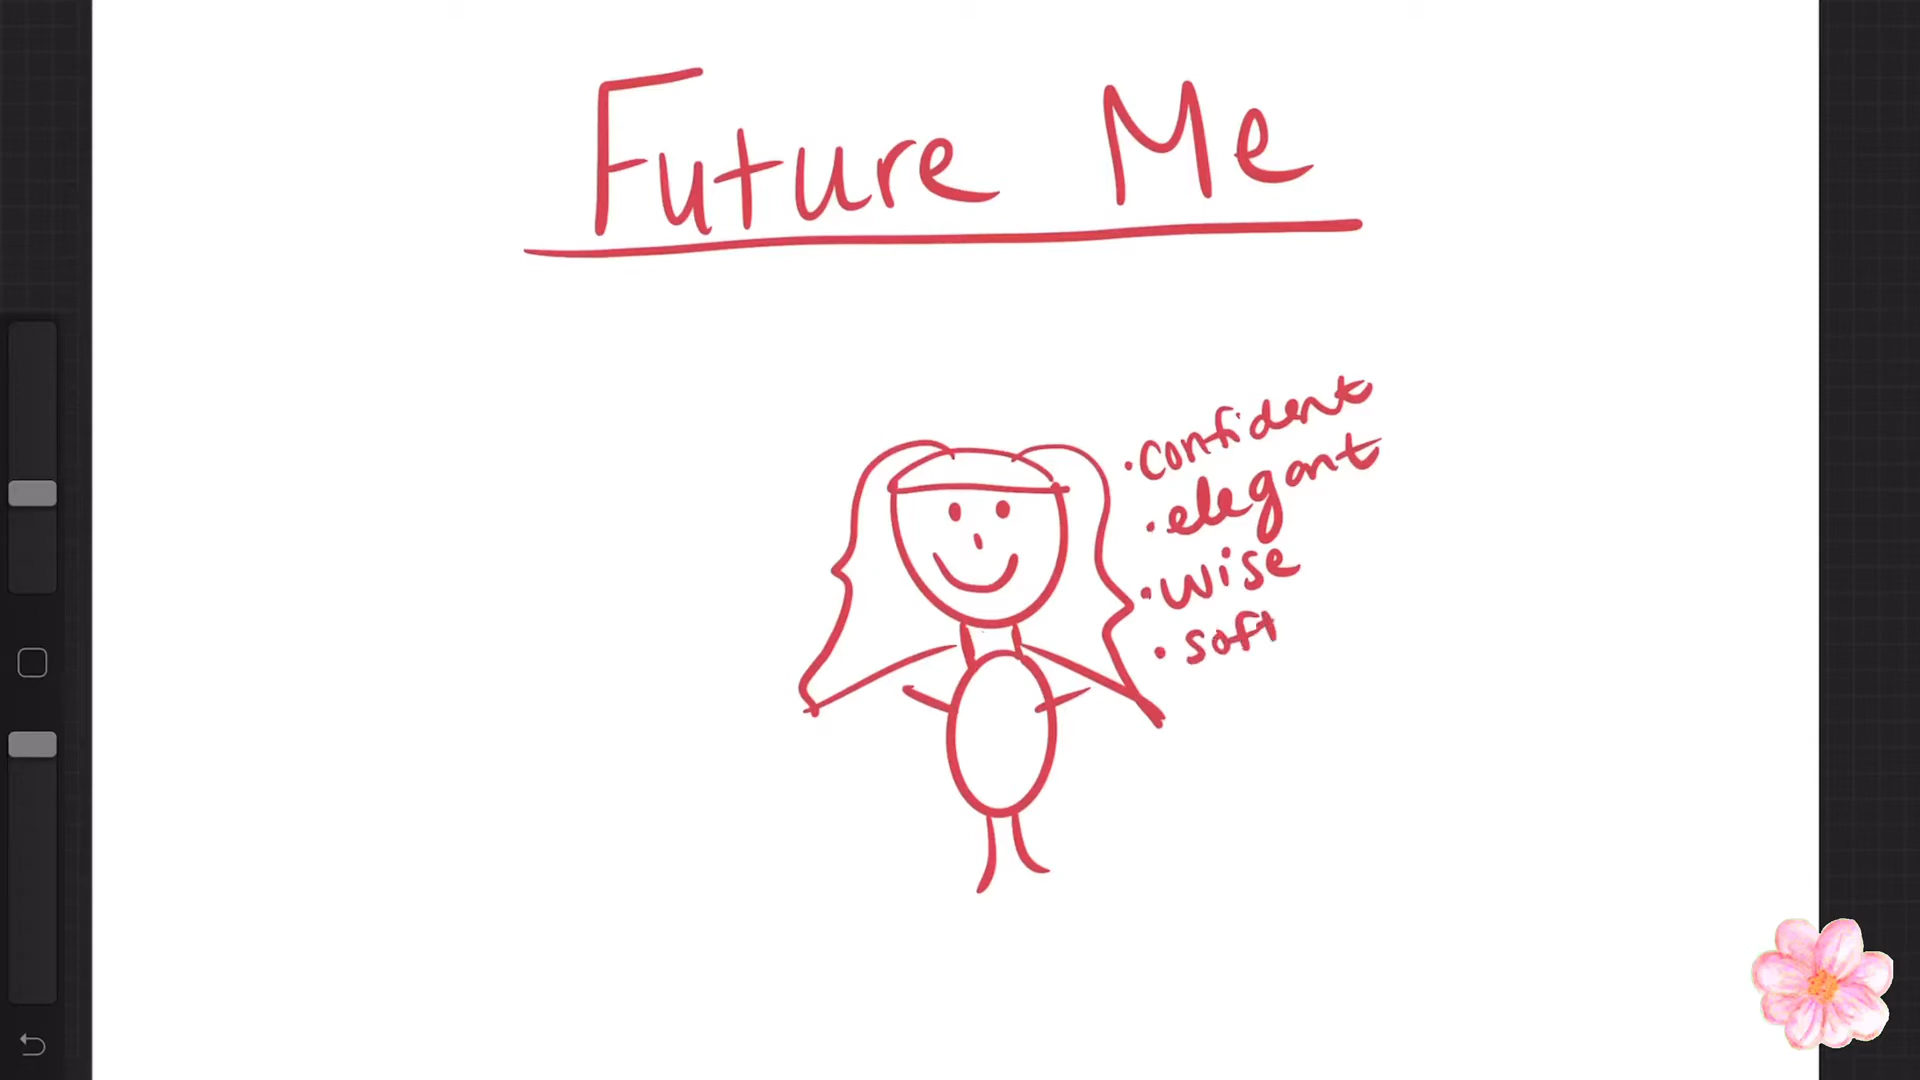 Future Me
• confident
• elegant
• wise
• soft